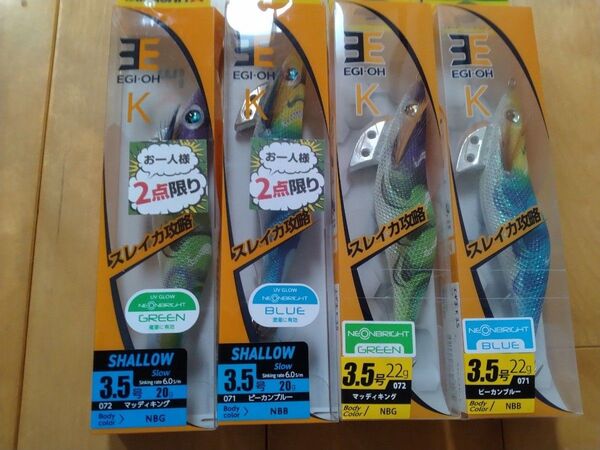 EGI-OH
K
お一人様
2点限り
スレイカ攻略
UV GLOW
NEONBRIGHT
GREEN
SHALLOW
Slow
Sinking rate 6.0s/m
3.5号 20g
072 マッディキング
Body color/ NBG
EGI-OH
K
お一人様
2点限り
スレイカ攻略
UV GLOW
NEONBRIGHT
BLUE
SHALLOW
Slow
Sinking rate 6.0s/m
3.5号 20g
071 ピーカンブルー
Body color/ NBB
EGI-OH
K
スレイカ攻略
NEONBRIGHT
GREEN
3.5号 22g
072
マッディキング
Body color/ NBG
EGI-OH
K
スレイカ攻略
NEONBRIGHT
BLUE
3.5号 22g
071
ピーカンブルー
Body color/ NBB